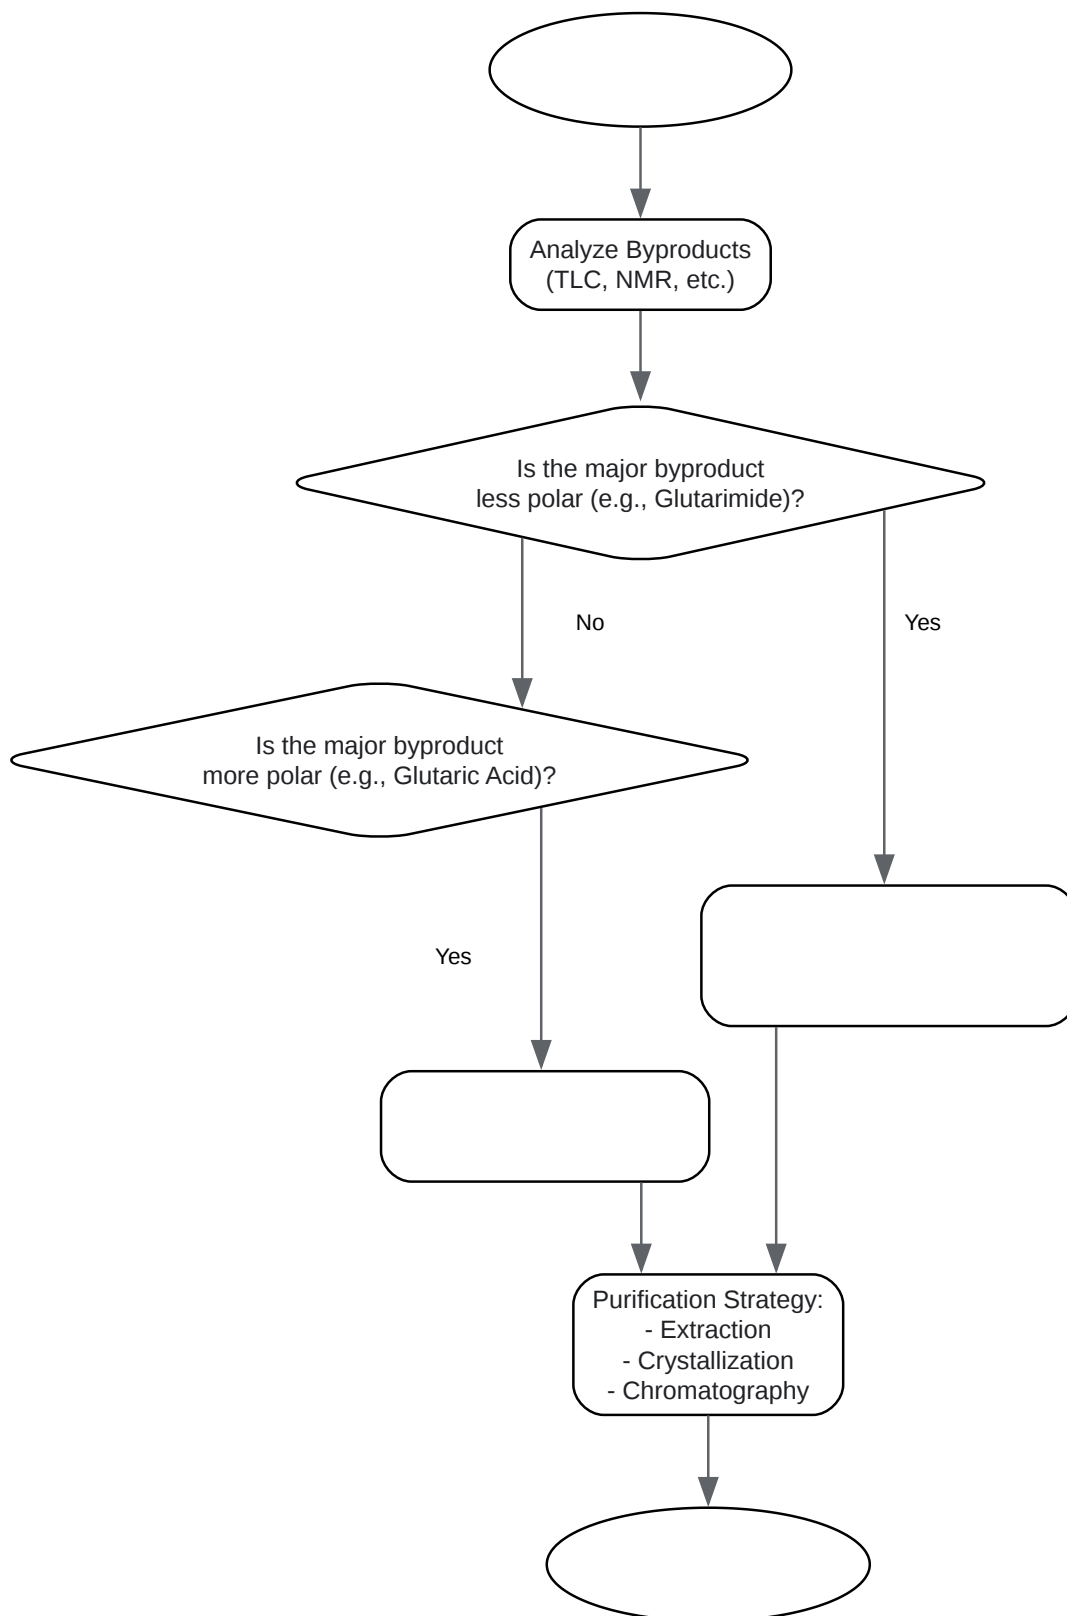 Analyze Byproducts
(TLC, NMR, etc.)
Is the major byproduct
less polar (e.g., Glutarimide)?
No
Yes
Is the major byproduct
more polar (e.g., Glutaric Acid)?
Yes
Purification Strategy:
- Extraction
- Crystallization
- Chromatography